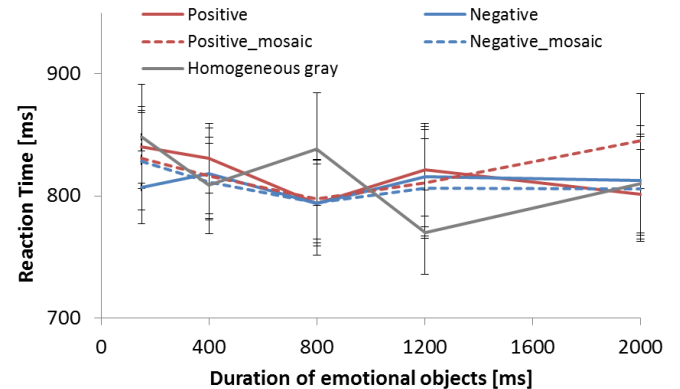 Positive Negative
Positive_mosaic Negative_mosaic
Homogeneous gray
900
800
700
Reaction Time [ms]
0 400 800 1200 1600 2000
Duration of emotional objects [ms]